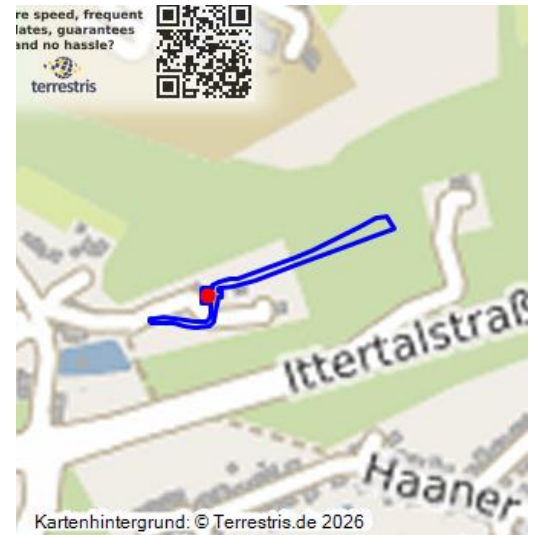 re speed, frequent
lates, guarantees
and no hassle?
terrestris
Ittertalstraß
Haaner
Kartenhintergrund: © Terrestris.de 2026